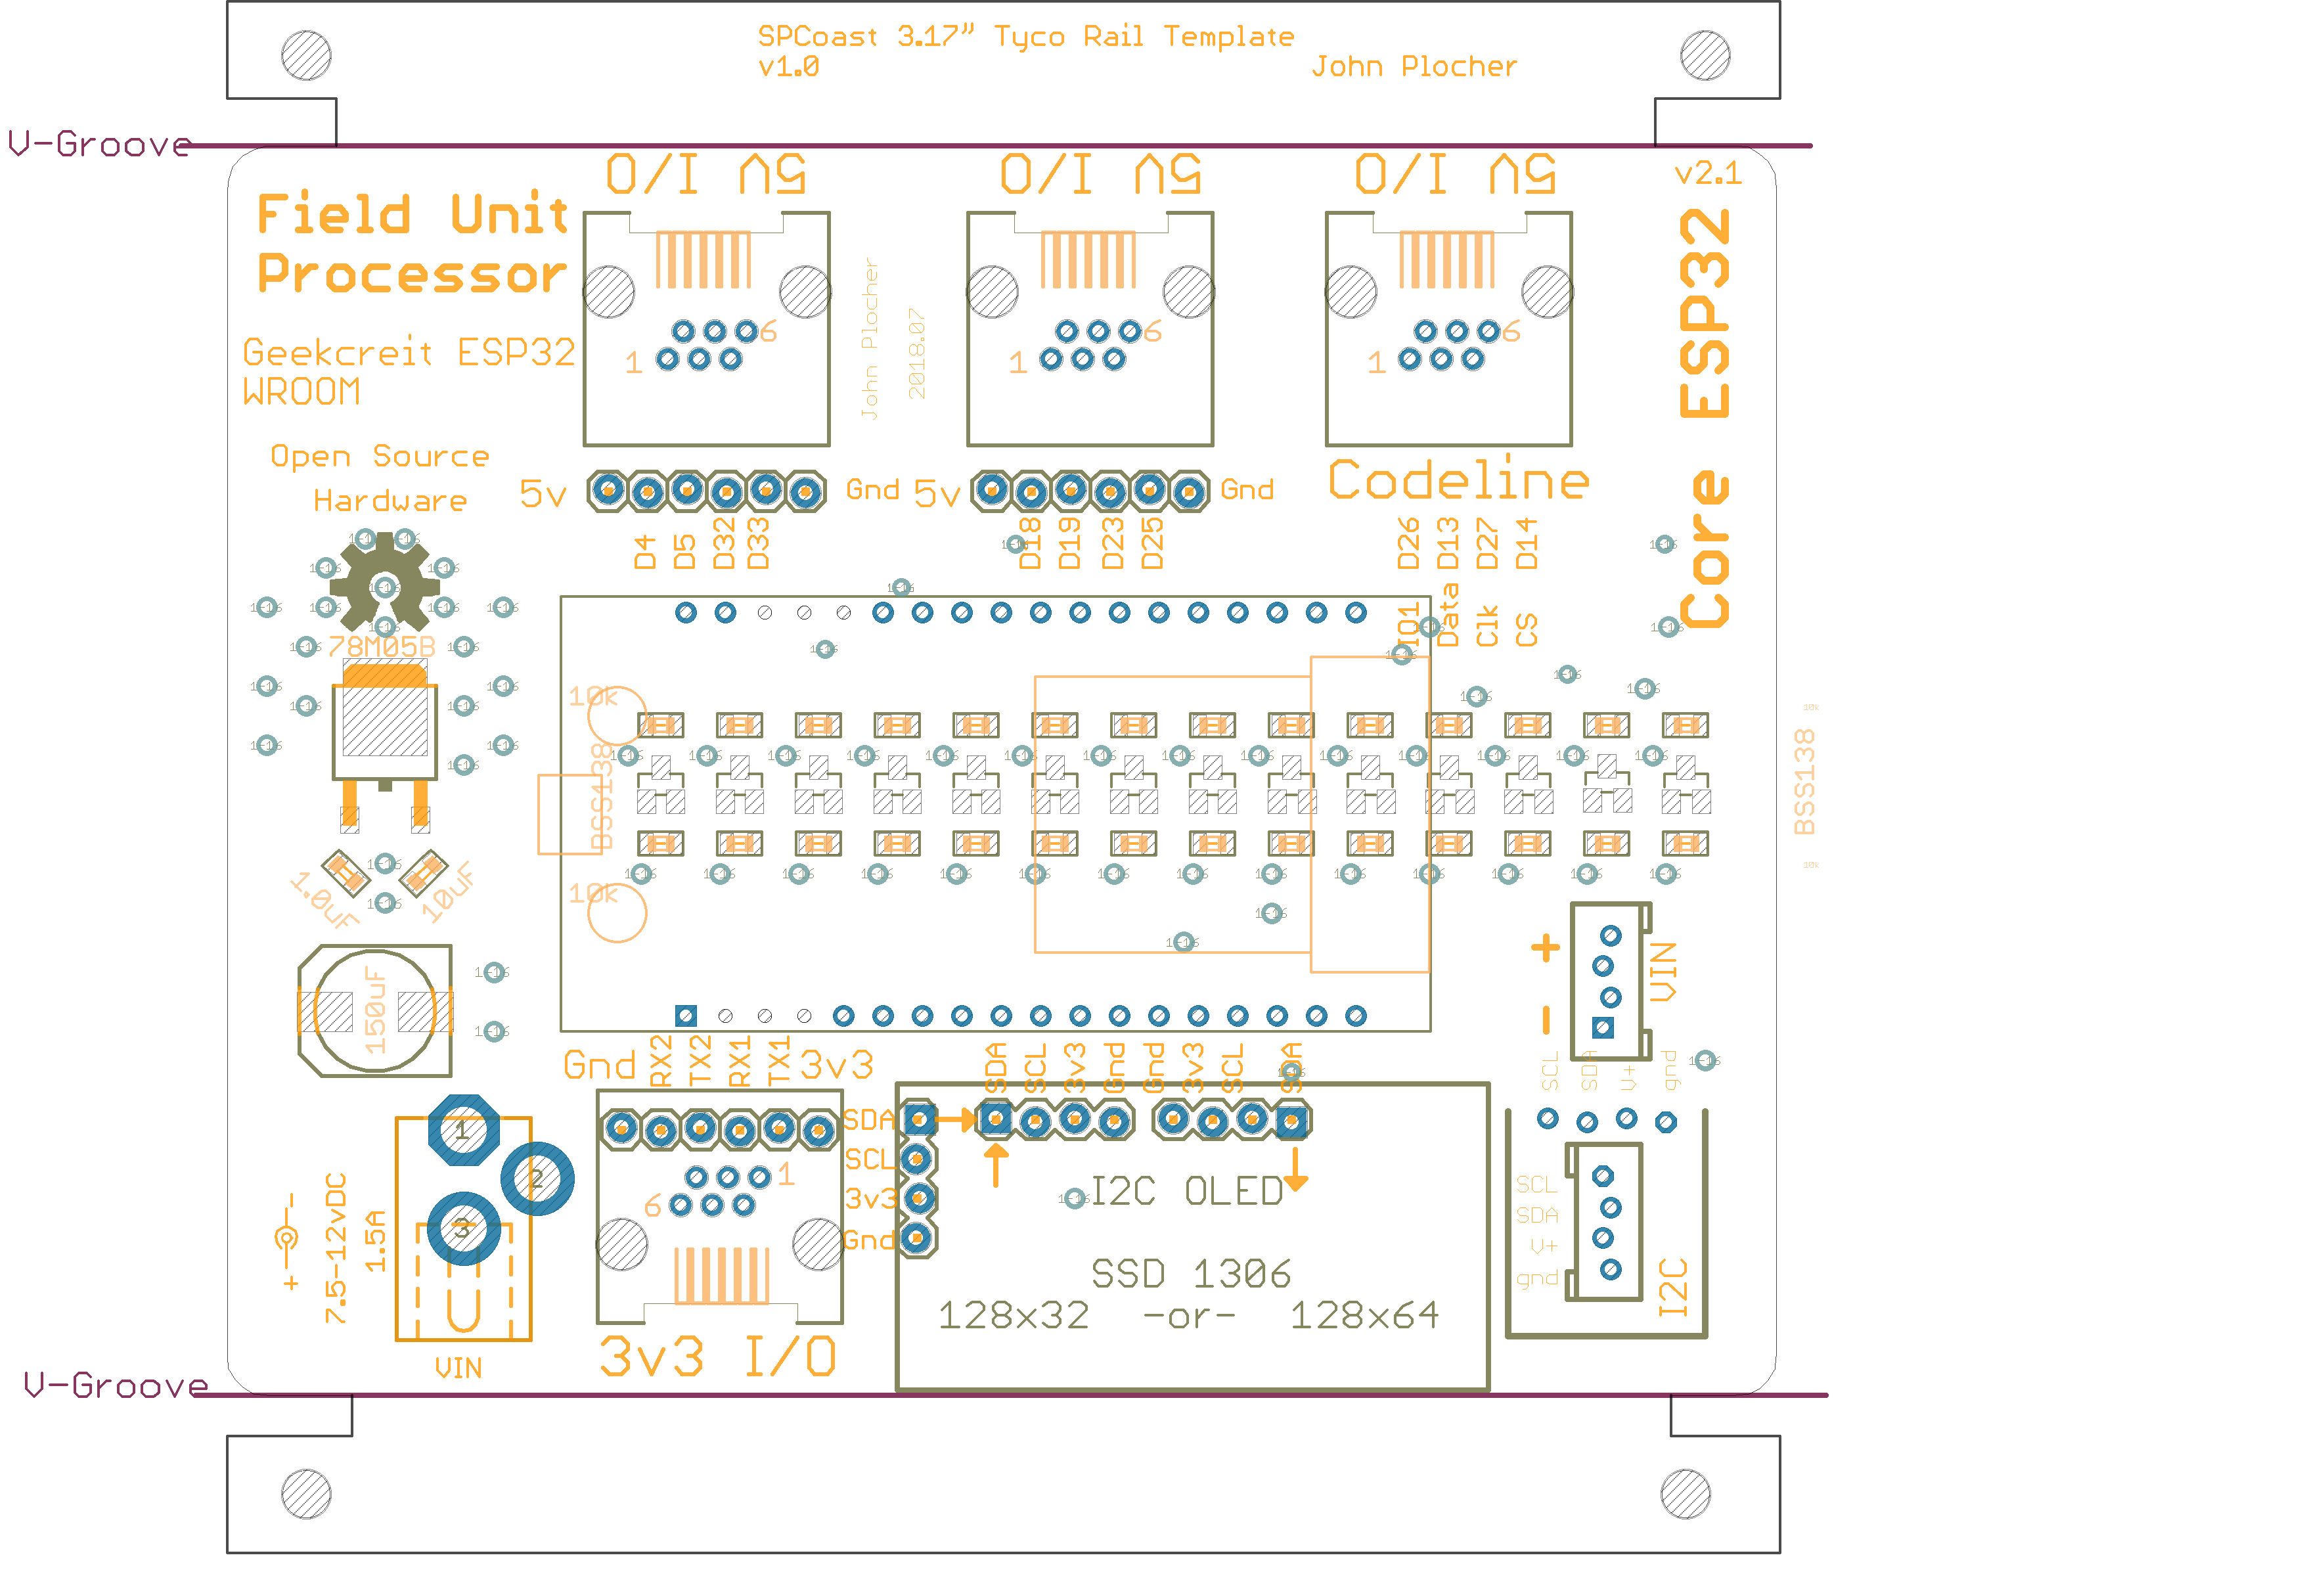 SPCoast 3.17” Tyco Rail Template
v1.0
John Plocher
V-Groove
5V I/O
5V I/O
5V I/O
v2.1
Field Unit
Processor
Core ESP32
Geekcreit ESP32
WROOM
1
6
1
6
1
6
John Plocher
2018.07
Open Source
Hardware
5v
Gnd
5v
Gnd
Codeline
D4
D5
D32
D33
D18
D19
D23
D25
D26
D13
D27
D14
IO1
Data
Clk
CS
78M05B
10k
BSS138
10k
BSS138
10k
10k
1.0uF
10uF
150uF
+
-
VIN
Gnd
RX2
TX2
RX1
TX1
3v3
SDA
SCL
3v3
Gnd
Gnd
3v3
SCL
SDA
SCL
SDA
V+
gnd
SDA
SCL
3v3
Gnd
1
2
3
1
6
- +
7.5-12vDC
1.5A
VIN
3v3 I/O
I2C OLED
SSD 1306
128x32 -or- 128x64
SCL
SDA
V+
gnd
I2C
V-Groove